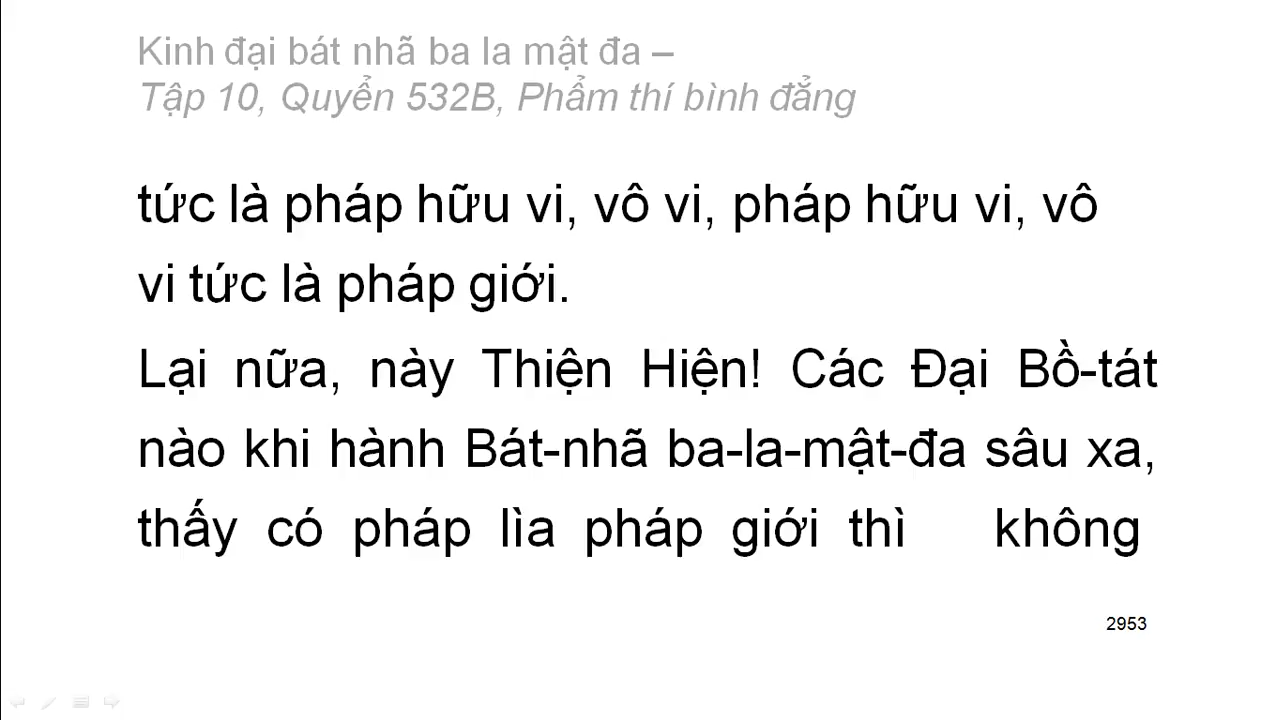 Kinh đại bát nhã ba la mật đa –
Tập 10, Quyển 532B, Phẩm thí bình đẳng
tức là pháp hữu vi, vô vi, pháp hữu vi, vô
vi tức là pháp giới.
Lại nữa, này Thiện Hiện! Các Đại Bồ-tát
nào khi hành Bát-nhã ba-la-mật-đa sâu xa,
thấy có pháp lìa pháp giới thì không
2953